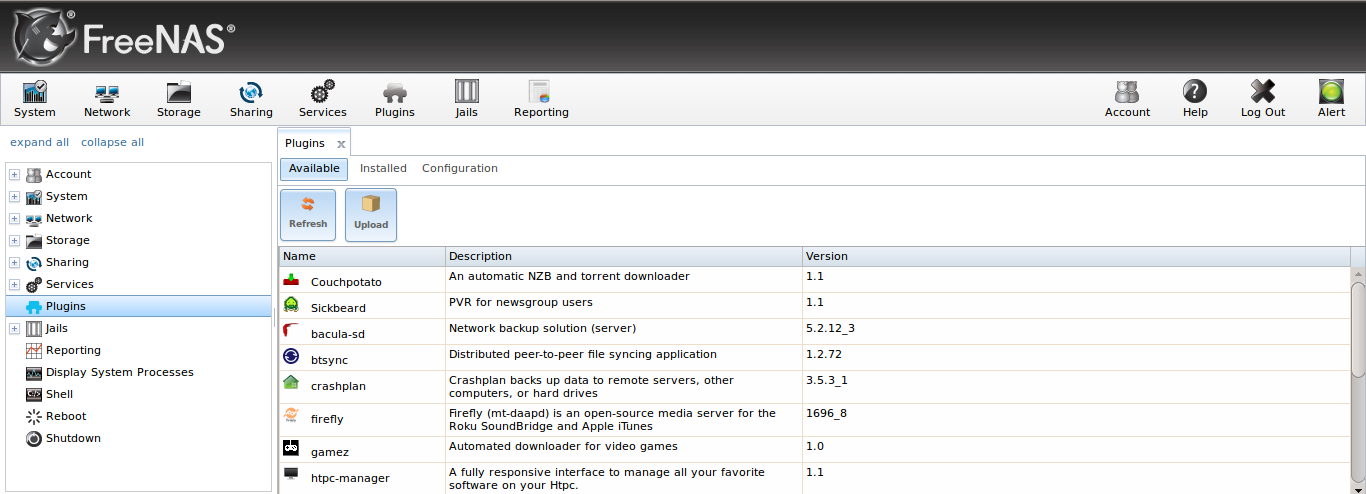 FreeNAS®
System Network Storage Sharing Services Plugins Jails Reporting Account Help Log Out Alert
expand all collapse all
Account
System
Network
Storage
Sharing
Services
Plugins
Jails
Reporting
Display System Processes
Shell
Reboot
Shutdown
Plugins x
Available Installed Configuration
Refresh Upload
Name Description Version
Couchpotato An automatic NZB and torrent downloader 1.1
Sickbeard PVR for newsgroup users 1.1
bacula-sd Network backup solution (server) 5.2.12_3
btsync Distributed peer-to-peer file syncing application 1.2.72
crashplan Crashplan backs up data to remote servers, other 3.5.3_1
computers, or hard drives
firefly Firefly (mt-daapd) is an open-source media server for the 1696_8
Roku SoundBridge and Apple iTunes
gamez Automated downloader for video games 1.0
htpc-manager A fully responsive interface to manage all your favorite 1.1
software on your Htpc.